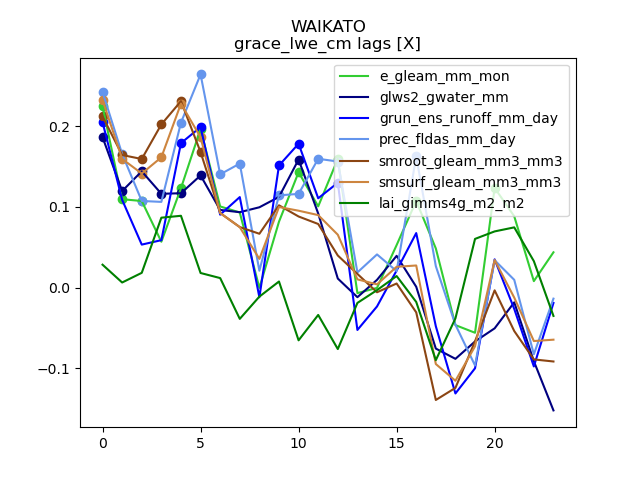 WAIKATO
grace_lwe_cm lags [X]
e_gleam_mm_mon
glws2_gwater_mm
grun_ens_runoff_mm_day
prec_fldas_mm_day
smroot_gleam_mm3_mm3
smsurf_gleam_mm3_mm3
lai_gimms4g_m2_m2
0.2
0.1
0.0
−0.1
0 5 10 15 20